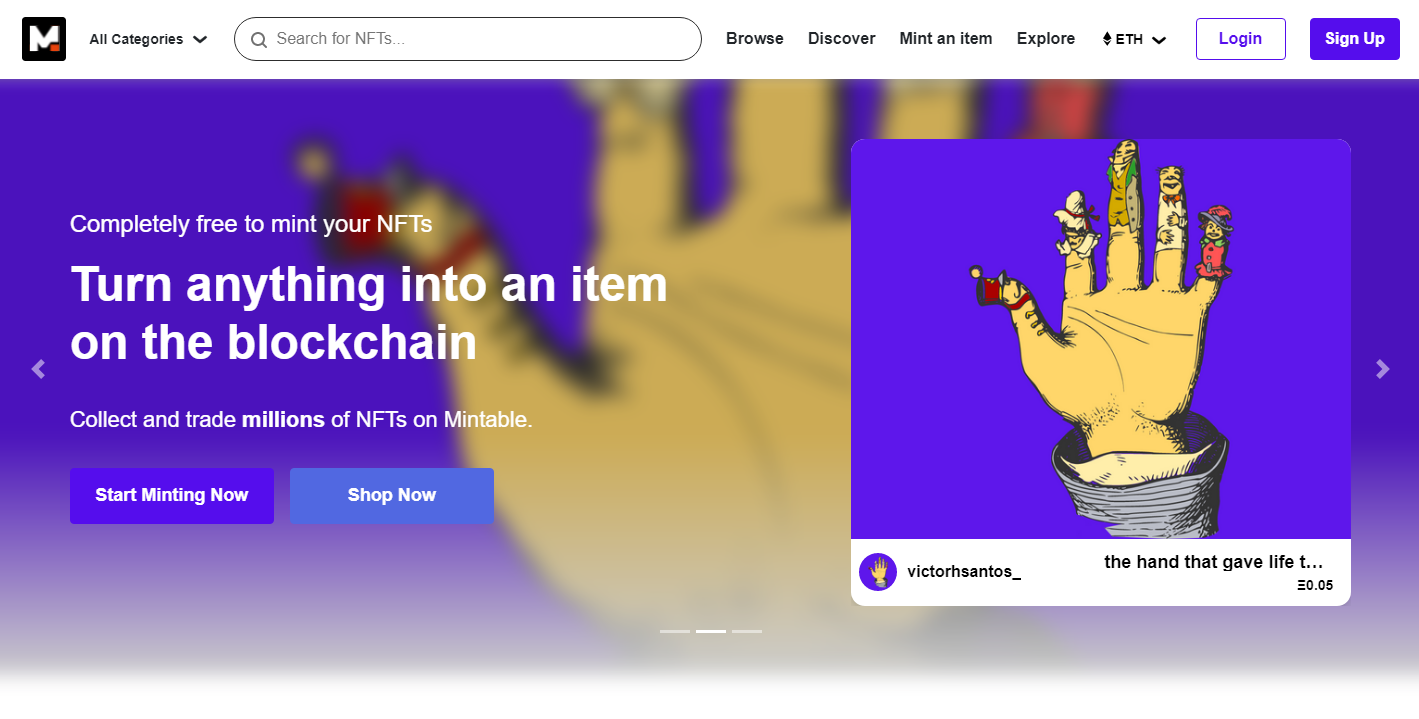 M
All Categories
Search for NFTs...
Browse
Discover
Mint an item
Explore
ETH
Login
Sign Up
Completely free to mint your NFTs
Turn anything into an item
on the blockchain
Collect and trade millions of NFTs on Mintable.
Start Minting Now
Shop Now
victorhsantos_
the hand that gave life t...
Ξ0.05